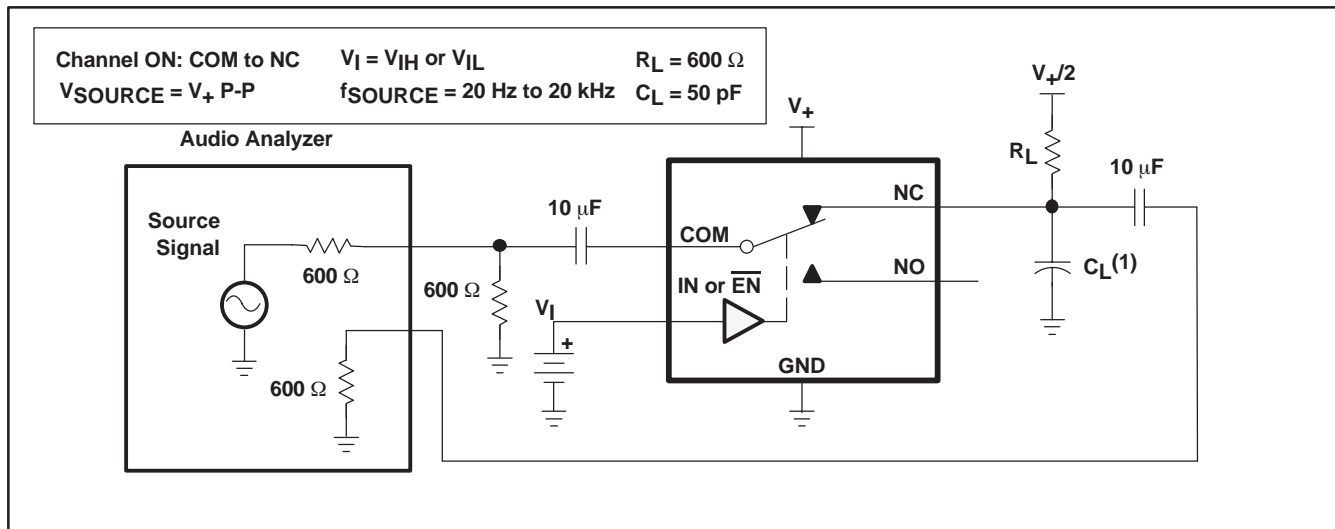 Channel ON: COM to NC V_I = V_IH or V_IL R_L = 600 Ω
V_SOURCE = V_+ P-P f_SOURCE = 20 Hz to 20 kHz C_L = 50 pF
Audio Analyzer
Source
Signal
600 Ω
600 Ω
600 Ω
10 μF
V_I
+
V_+
COM
IN or E̅N̅
NC
NO
GND
V_+/2
R_L
10 μF
C_L(1)